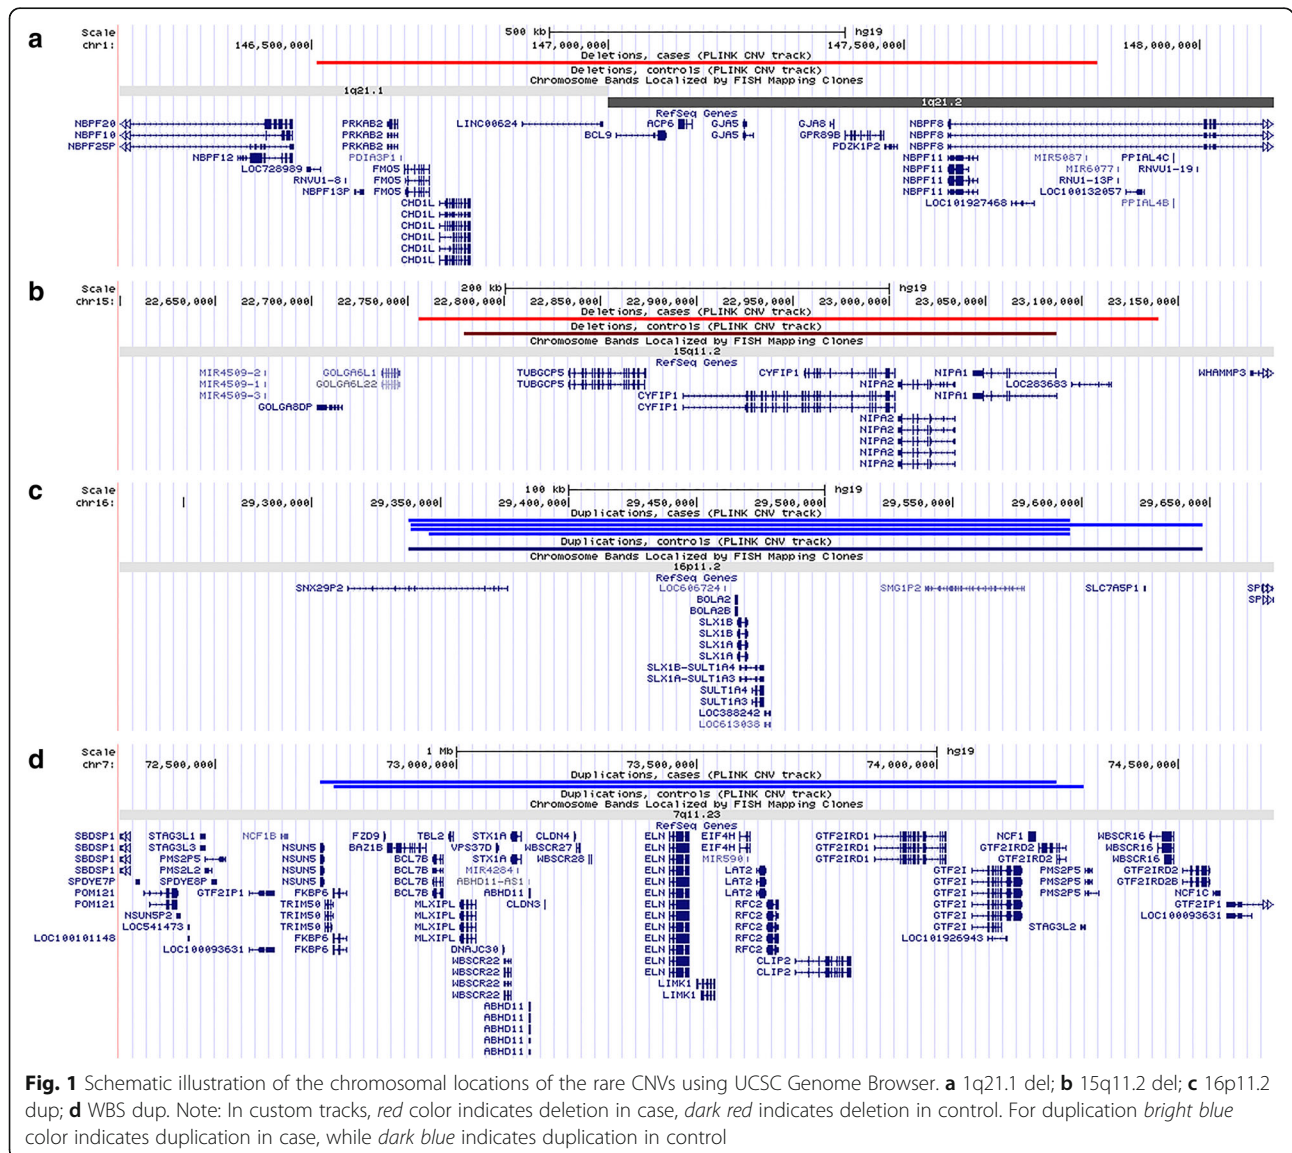 a
Scale
500 kb
hg19
chr1:
146,500,000
147,000,000
147,500,000
148,000,000
Deletions, cases (PLINK CNV track)
Deletions, controls (PLINK CNV track)
Chromosome Bands Localized by FISH Mapping Clones
1q21.1
1q21.2
RefSeq Genes
NBPF20 PRKAB2 LINC00624 ACP6 GJA5 GJA8 NBPF8
NBPF10 PRKAB2 BCL9 GJA5 GPR89B NBPF8
NBPF25P PRKAB2 PDZK1P2 NBPF8
NBPF12 PDIA3P1 NBPF11 MIR5087 PPIAL4C
LOC728989 FMO5 NBPF11 MIR6077 RNVU1-19
RNVU1-8 FMO5 NBPF11 RNU1-13P
NBPF13P FMO5 NBPF11 LOC100132057
CHD1L LOC101927468 PPIAL4B
CHD1L
CHD1L
CHD1L
CHD1L
CHD1L
b
Scale
200 kb
hg19
chr15:
22,650,000
22,700,000
22,750,000
22,800,000
22,850,000
22,900,000
22,950,000
23,000,000
23,050,000
23,100,000
23,150,000
Deletions, cases (PLINK CNV track)
Deletions, controls (PLINK CNV track)
Chromosome Bands Localized by FISH Mapping Clones
15q11.2
RefSeq Genes
MIR4509-2 GOLGA6L1 TUBGCP5 CYFIP1 NIPA1 WHAMMP3
MIR4509-1 GOLGA6L22 TUBGCP5 NIPA2 LOC283683
MIR4509-3 CYFIP1 NIPA2 NIPA1
GOLGA8DP CYFIP1
NIPA2
NIPA2
NIPA2
NIPA2
NIPA2
c
Scale
100 kb
hg19
chr16:
29,300,000
29,350,000
29,400,000
29,450,000
29,500,000
29,550,000
29,600,000
29,650,000
Duplications, cases (PLINK CNV track)
Duplications, controls (PLINK CNV track)
Chromosome Bands Localized by FISH Mapping Clones
16p11.2
RefSeq Genes
SNX29P2 LOC606724 SMG1P2 SLC7A5P1 SP
BOLA2 SP
BOLA2B
SLX1B
SLX1B
SLX1A
SLX1A
SLX1B-SULT1A4
SLX1A-SULT1A3
SULT1A4
SULT1A3
LOC388242
LOC613038
d
Scale
1 Mb
hg19
chr7:
72,500,000
73,000,000
73,500,000
74,000,000
74,500,000
Duplications, cases (PLINK CNV track)
Duplications, controls (PLINK CNV track)
Chromosome Bands Localized by FISH Mapping Clones
7q11.23
RefSeq Genes
SBDSP1 STAG3L1 NCF1B FZD9 TBL2 STX1A CLDN4 ELN EIF4H GTF2IRD1 NCF1 WBSCR16
SBDSP1 STAG3L3 NSUN5 BAZ1B VPS37D WBSCR27 ELN EIF4H GTF2IRD1 GTF2IRD2 WBSCR16
SBDSP1 PMS2P5 NSUN5 BCL7B STX1A WBSCR28 ELN MIR590 GTF2IRD1 GTF2IRD2 WBSCR16
SBDSP1 PMS2L2 NSUN5 BCL7B MIR4284 ELN LAT2 GTF2I PMS2P5 GTF2IRD2
SPDYE7P SPDYE8P NSUN5 BCL7B ABHD11-AS1 ELN LAT2 GTF2I PMS2P5 GTF2IRD2B
POM121 GTF2IP1 FKBP6 BCL7B ABHD11 ELN LAT2 GTF2I PMS2P5 NCF1C
POM121 TRIM50 MLXIPL CLDN3 ELN RFC2 GTF2I GTF2IP1
NSUN5P2 TRIM50 MLXIPL ELN RFC2 GTF2I LOC100093631
LOC541473 TRIM50 MLXIPL ELN RFC2 GTF2I STAG3L2
LOC100101148 FKBP6 MLXIPL ELN RFC2 LOC101926943
LOC100093631 FKBP6 DNAJC30 ELN RFC2
WBSCR22 ELN CLIP2
WBSCR22 ELN CLIP2
WBSCR22 LIMK1
WBSCR22 LIMK1
ABHD11
ABHD11
ABHD11
ABHD11
ABHD11
Fig. 1 Schematic illustration of the chromosomal locations of the rare CNVs using UCSC Genome Browser. a 1q21.1 del; b 15q11.2 del; c 16p11.2
dup; d WBS dup. Note: In custom tracks, red color indicates deletion in case, dark red indicates deletion in control. For duplication bright blue
color indicates duplication in case, while dark blue indicates duplication in control